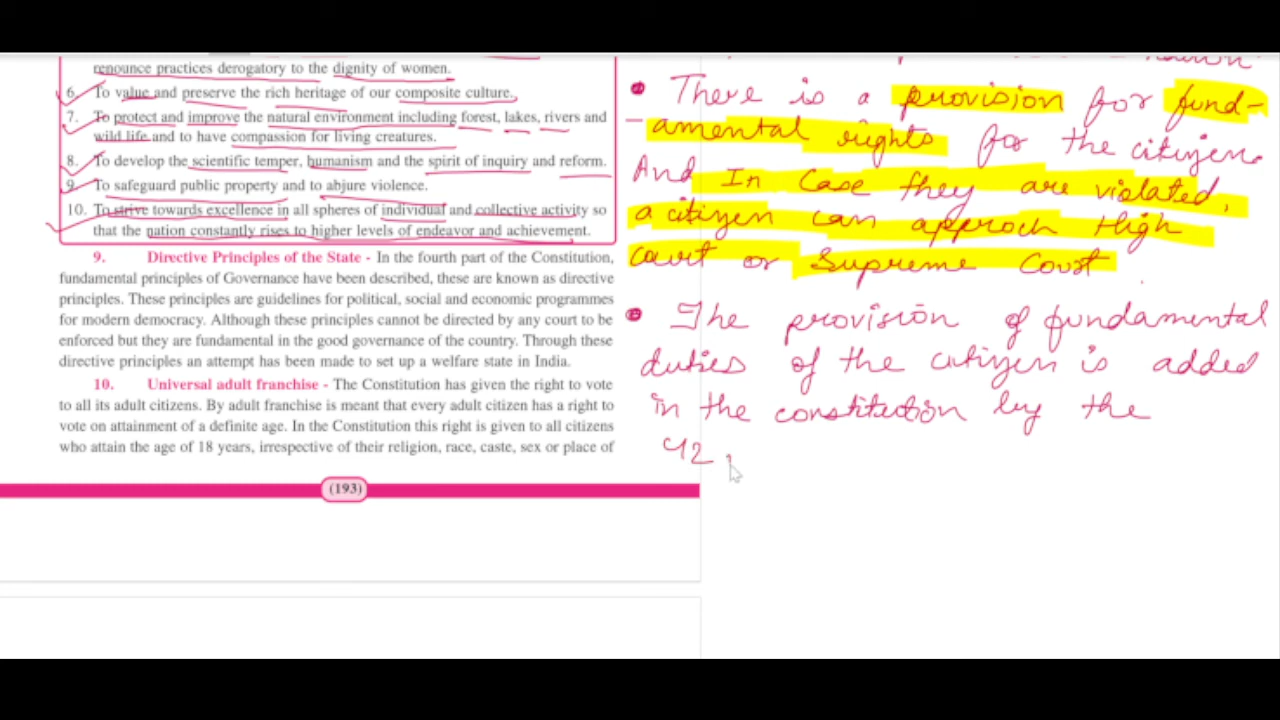 renounce practices derogatory to the dignity of women.
6. To value and preserve the rich heritage of our composite culture.
7. To protect and improve the natural environment including forest, lakes, rivers and
wild life and to have compassion for living creatures.
8. To develop the scientific temper, humanism and the spirit of inquiry and reform.
9. To safeguard public property and to abjure violence.
10. To strive towards excellence in all spheres of individual and collective activity so
that the nation constantly rises to higher levels of endeavor and achievement.
9. Directive Principles of the State - In the fourth part of the Constitution,
fundamental principles of Governance have been described, these are known as directive
principles. These principles are guidelines for political, social and economic programmes
for modern democracy. Although these principles cannot be directed by any court to be
enforced but they are fundamental in the good governance of the country. Through these
directive principles an attempt has been made to set up a welfare state in India.
10. Universal adult franchise - The Constitution has given the right to vote
to all its adult citizens. By adult franchise is meant that every adult citizen has a right to
vote on attainment of a definite age. In the Constitution this right is given to all citizens
who attain the age of 18 years, irrespective of their religion, race, caste, sex or place of
(193)
• There is a provision for fund-
-amental rights for the citizen.
And In case they are violated,
a citizen can approch High
court or Supreme Court
• The provision of fundamental
duties of the citizen is added
in the constitution by the
42